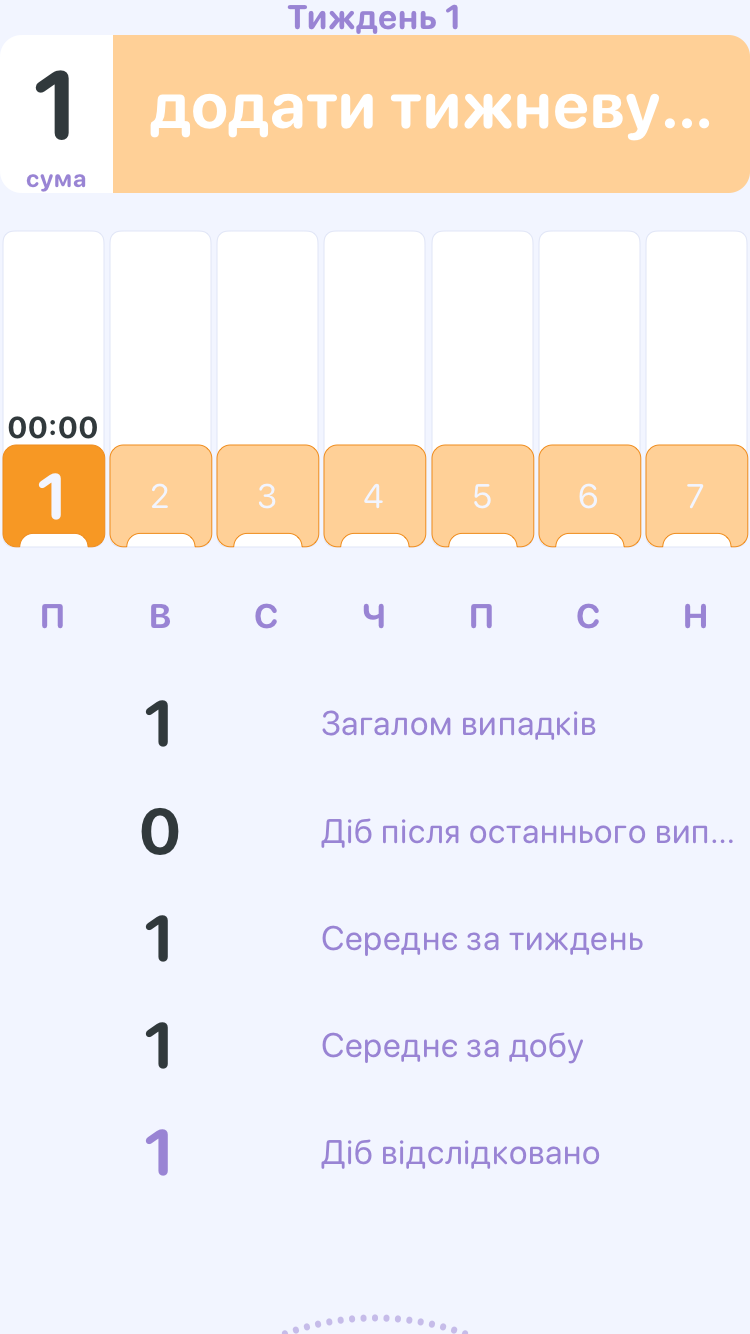 Тиждень 1
1
сума
додати тижневу...
00:00
1 2 3 4 5 6 7
П В С Ч П С Н
1 Загалом випадків
0 Діб після останнього вип...
1 Середнє за тиждень
1 Середнє за добу
1 Діб відслідковано